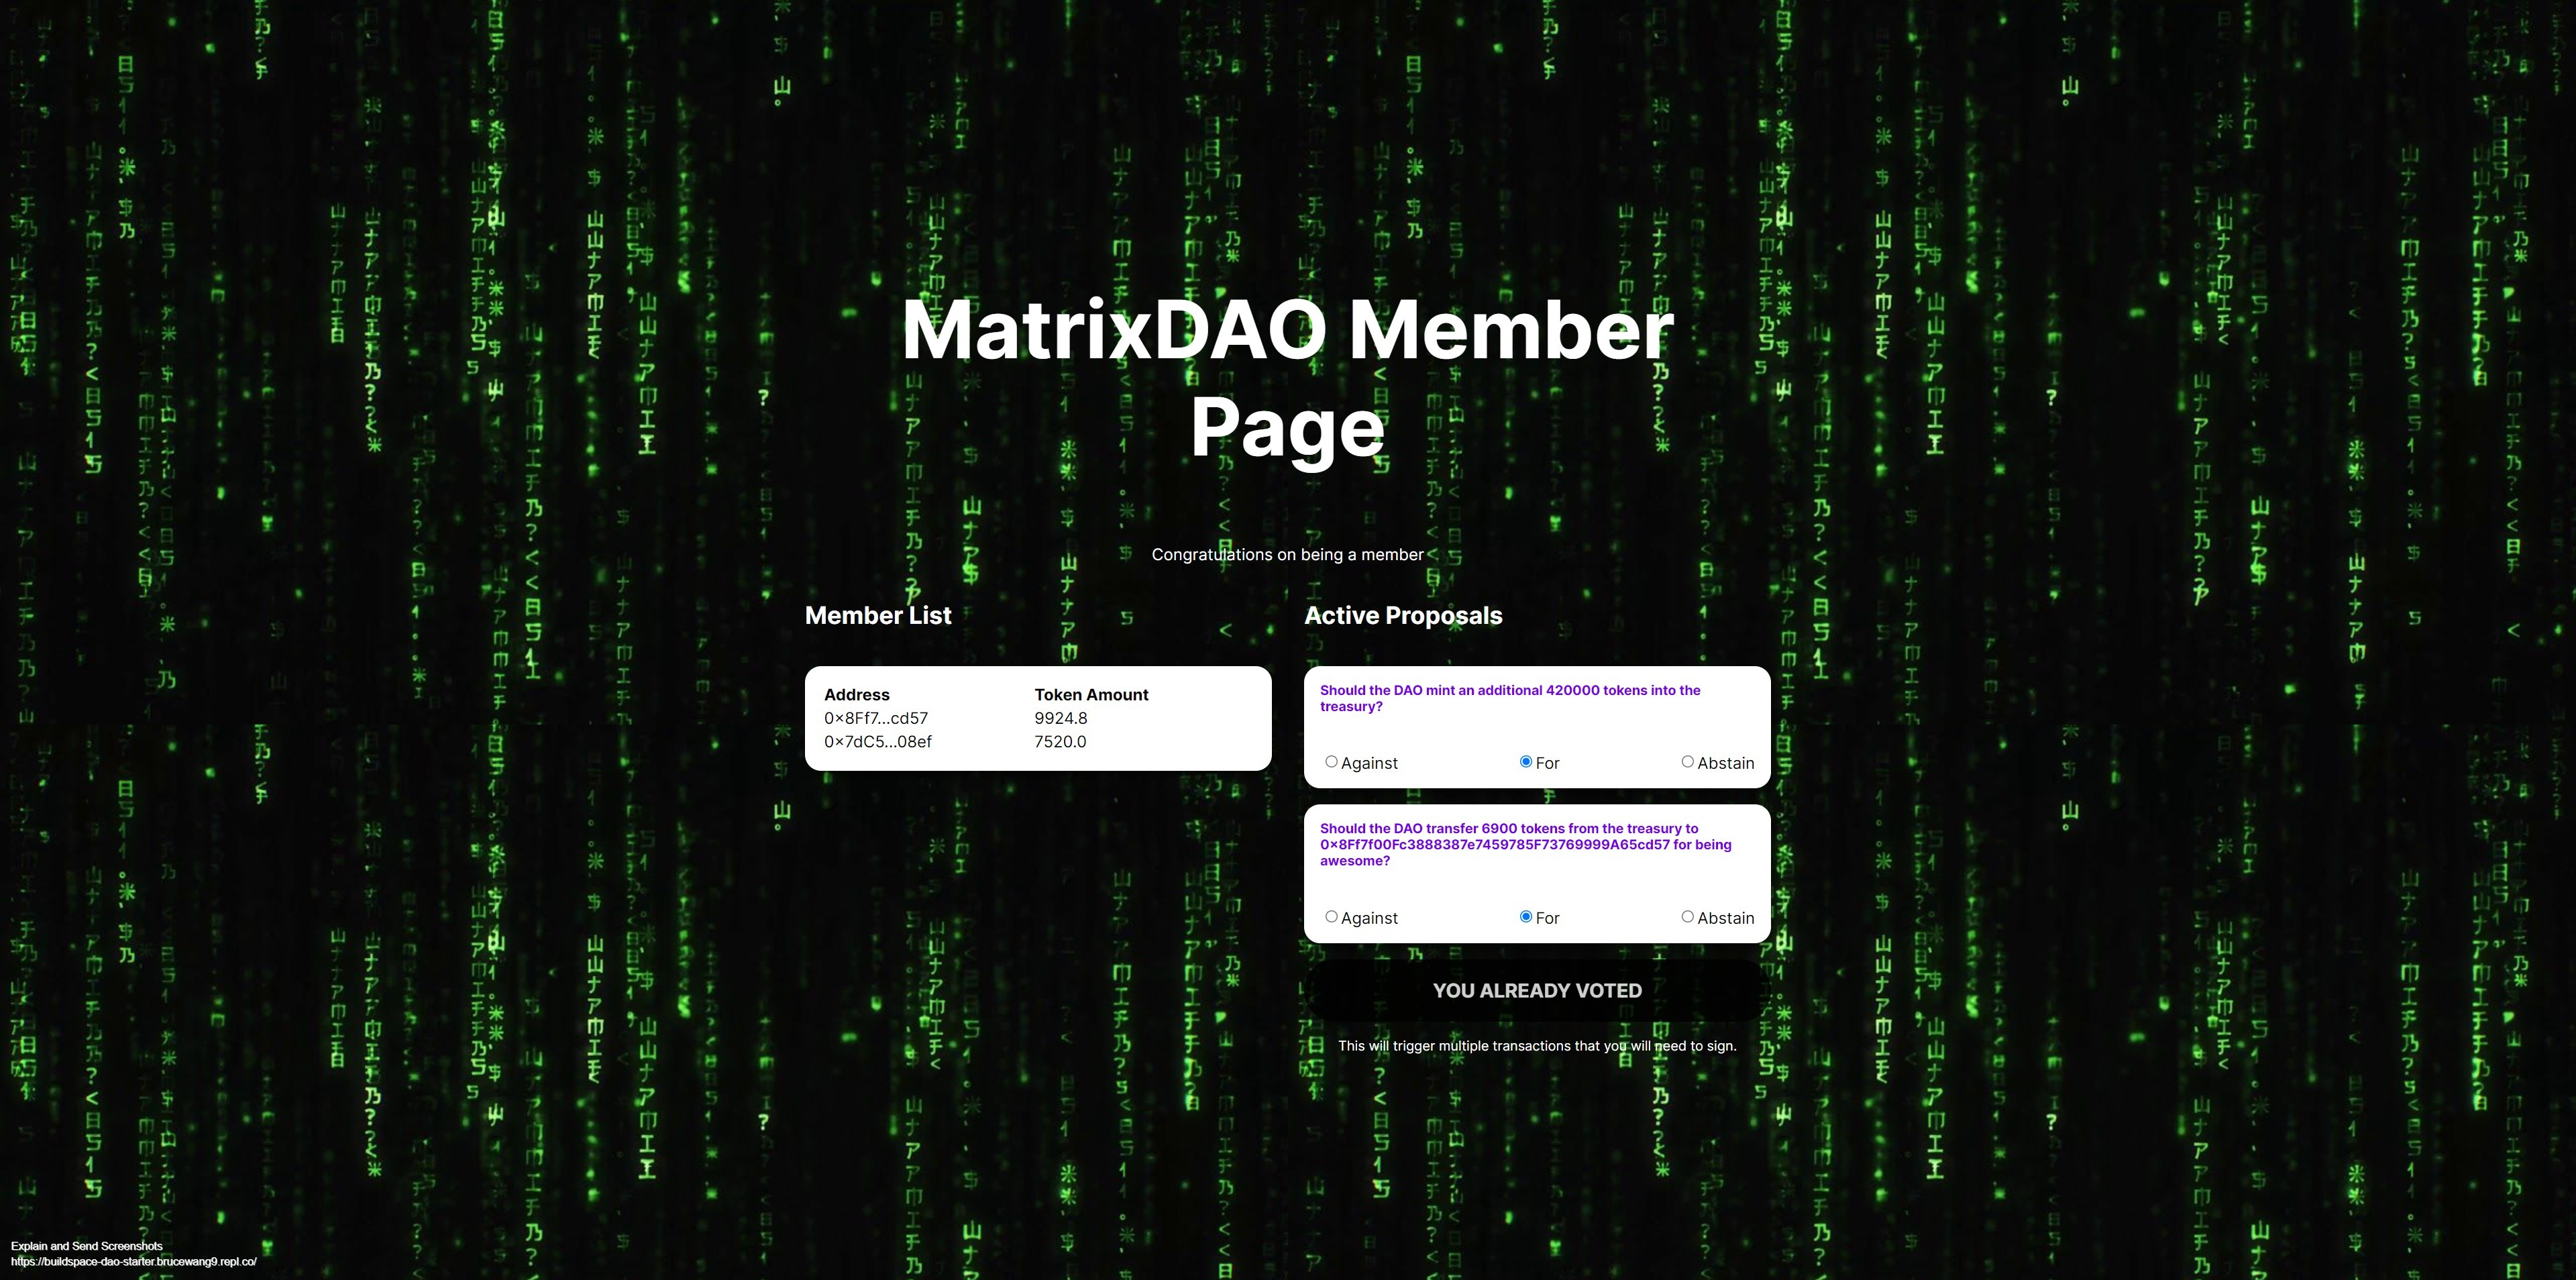 MatrixDAO Member
Page
Congratulations on being a member
Member List
Address Token Amount
0×8Ff7...cd57 9924.8
0×7dC5...08ef 7520.0
Active Proposals
Should the DAO mint an additional 420000 tokens into the
treasury?
Against For Abstain
Should the DAO transfer 6900 tokens from the treasury to
0×8Ff7f00Fc3888387e7459785F73769999A65cd57 for being
awesome?
Against For Abstain
YOU ALREADY VOTED
This will trigger multiple transactions that you will need to sign.
Explain and Send Screenshots
https://buildspace-dao-starter.brucewang9.repl.co/